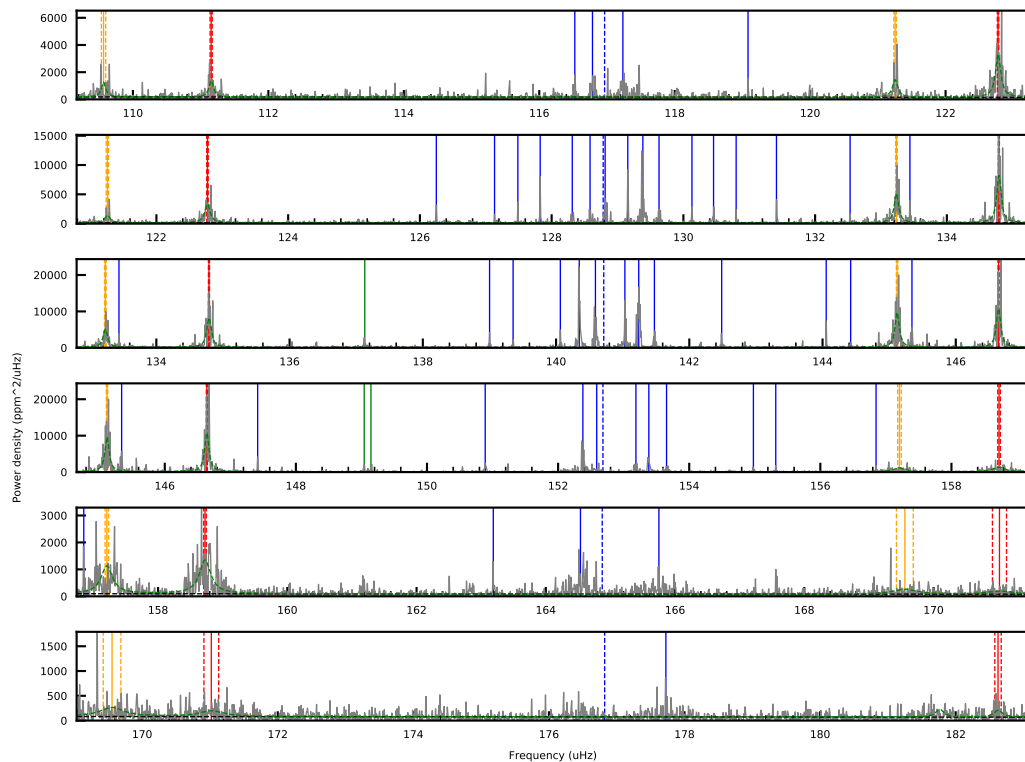 6000
4000
2000
0
110 112 114 116 118 120 122
15000
10000
5000
0
122 124 126 128 130 132 134
20000
10000
0
134 136 138 140 142 144 146
20000
10000
0
146 148 150 152 154 156 158
Power density (ppm^2/uHz)
3000
2000
1000
0
158 160 162 164 166 168 170
1500
1000
500
0
170 172 174 176 178 180 182
Frequency (uHz)